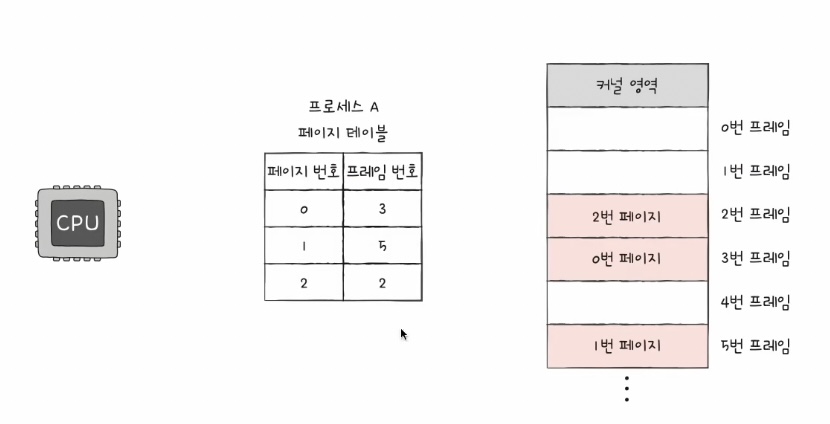 CPU
프로세스 A
페이지 테이블
페이지 번호 프레임 번호
0 3
1 5
2 2
커널 영역
0번 프레임
1번 프레임
2번 페이지 2번 프레임
0번 페이지 3번 프레임
4번 프레임
1번 페이지 5번 프레임